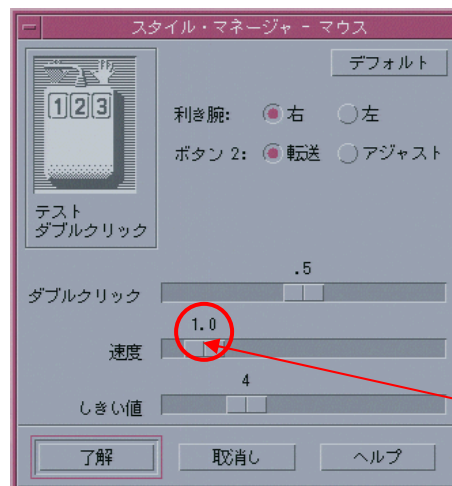 スタイル・マネージャ - マウス
デフォルト
123
利き腕: 右 左
ボタン 2: 転送 アジャスト
テスト
ダブルクリック
.5
ダブルクリック
1.0
速度
4
しきい値
了解 取消し ヘルプ